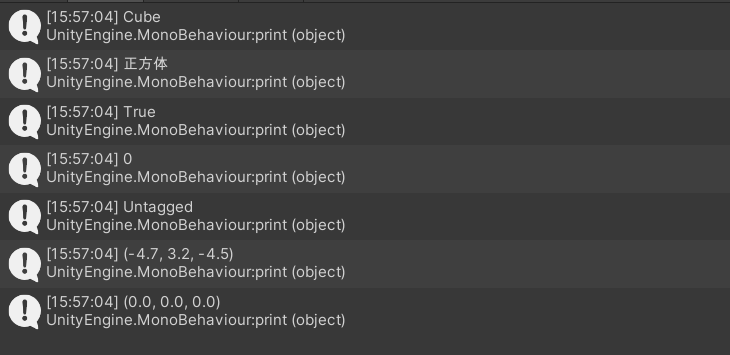 [15:57:04] Cube
UnityEngine.MonoBehaviour:print (object)
[15:57:04] 正方体
UnityEngine.MonoBehaviour:print (object)
[15:57:04] True
UnityEngine.MonoBehaviour:print (object)
[15:57:04] 0
UnityEngine.MonoBehaviour:print (object)
[15:57:04] Untagged
UnityEngine.MonoBehaviour:print (object)
[15:57:04] (-4.7, 3.2, -4.5)
UnityEngine.MonoBehaviour:print (object)
[15:57:04] (0.0, 0.0, 0.0)
UnityEngine.MonoBehaviour:print (object)